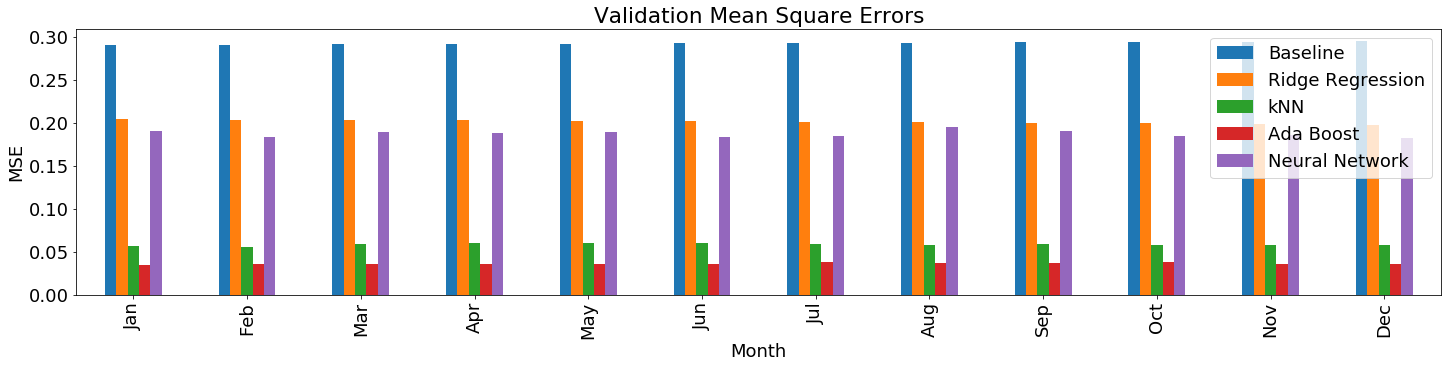 Validation Mean Square Errors
MSE
0.30
0.25
0.20
0.15
0.10
0.05
0.00
Baseline
Ridge Regression
kNN
Ada Boost
Neural Network
Jan
Feb
Mar
Apr
May
Jun
Jul
Aug
Sep
Oct
Nov
Dec
Month